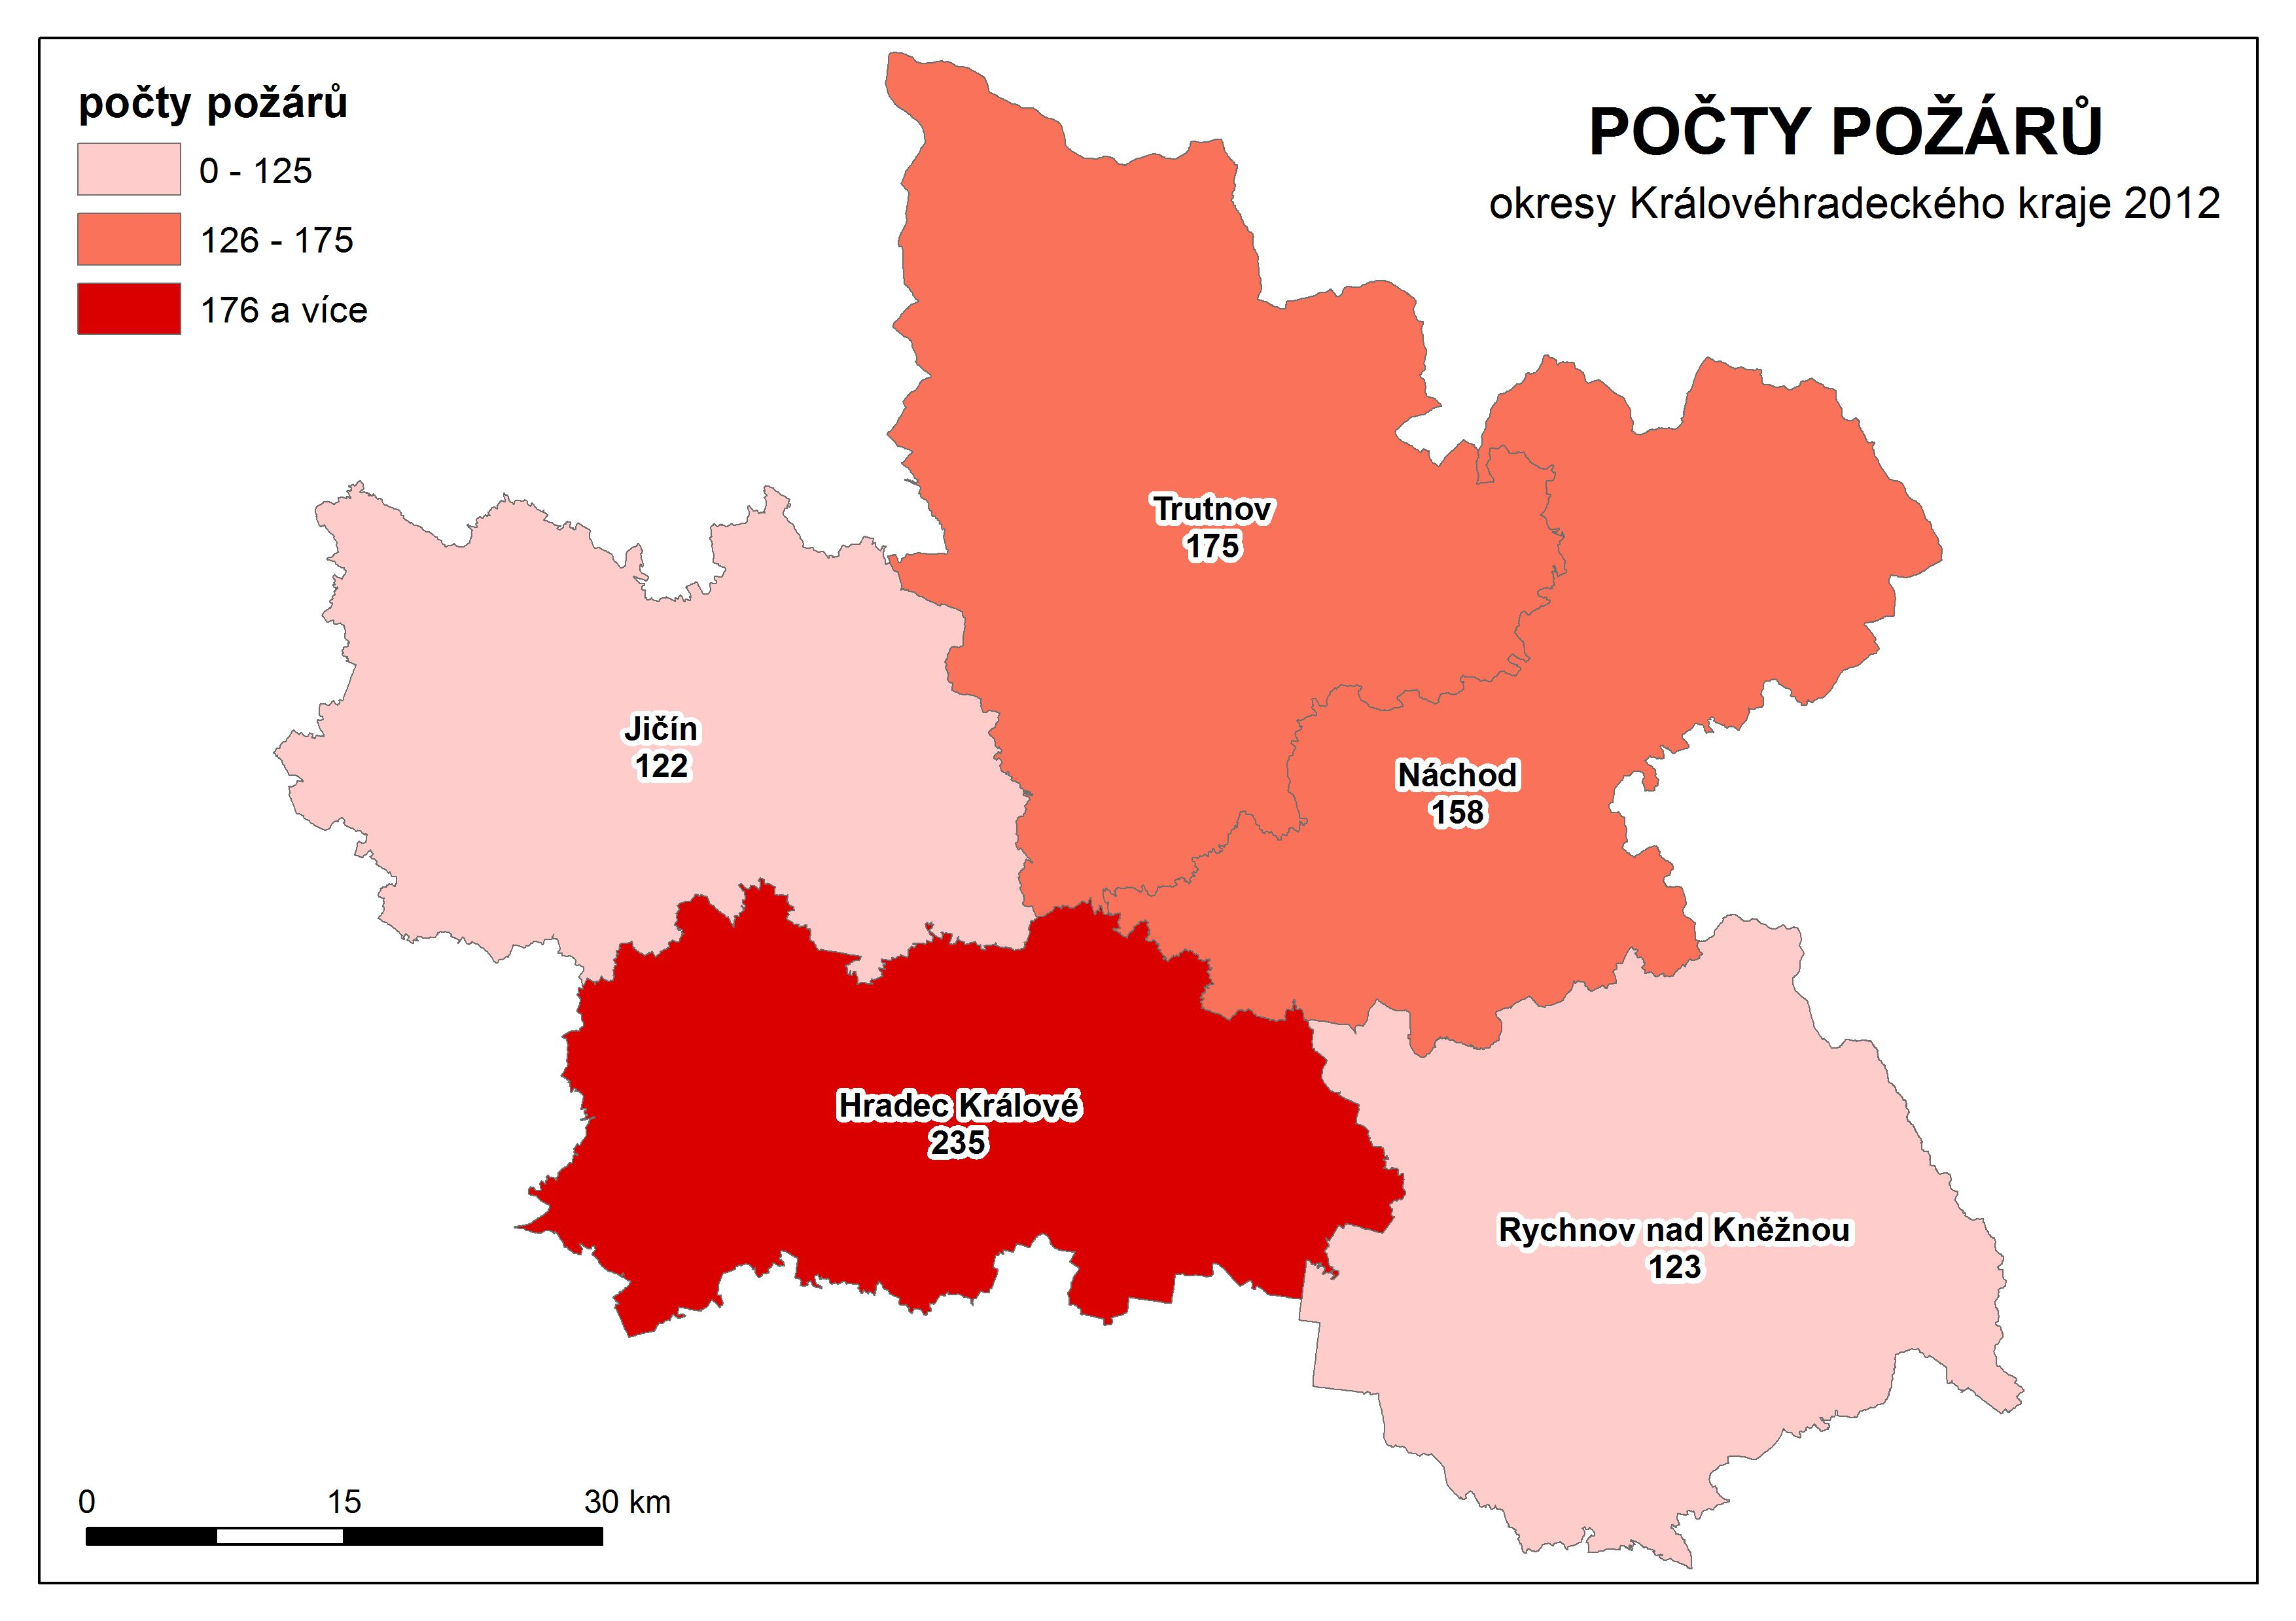 počty požárů
0 - 125
126 - 175
176 a více
POČTY POŽÁRŮ
okresy Královéhradeckého kraje 2012
Trutnov
175
Jičín
122
Náchod
158
Hradec Králové
235
Rychnov nad Kněžnou
123
0 15 30 km